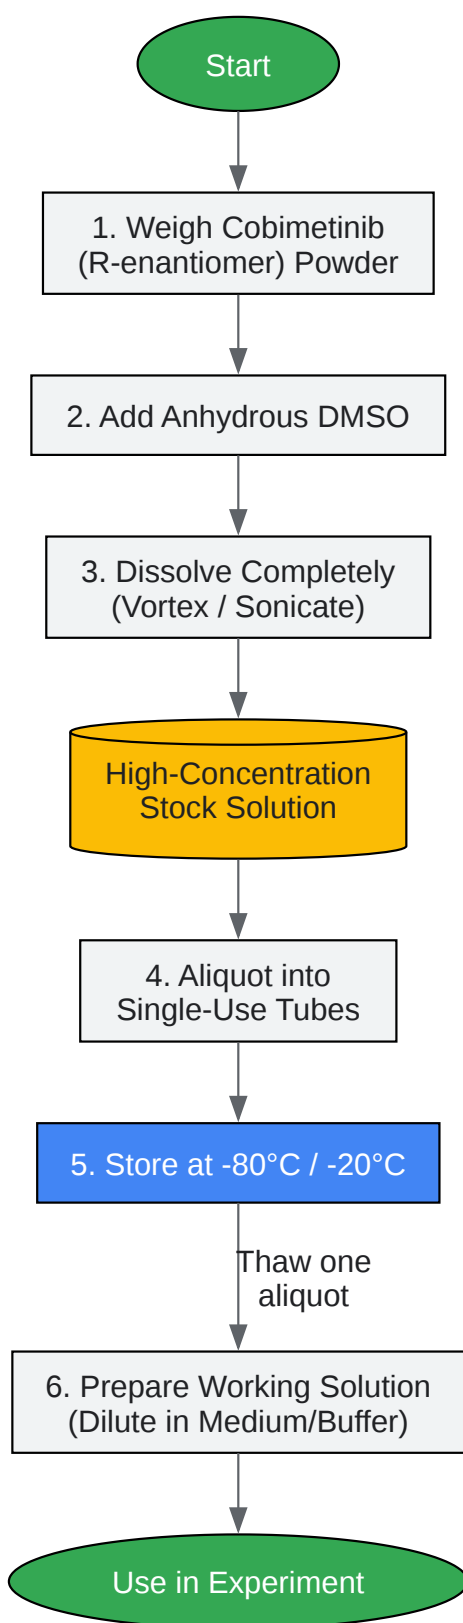 Start
1. Weigh Cobimetinib
(R-enantiomer) Powder
2. Add Anhydrous DMSO
3. Dissolve Completely
(Vortex / Sonicate)
High-Concentration
Stock Solution
4. Aliquot into
Single-Use Tubes
5. Store at -80°C / -20°C
Thaw one
aliquot
6. Prepare Working Solution
(Dilute in Medium/Buffer)
Use in Experiment